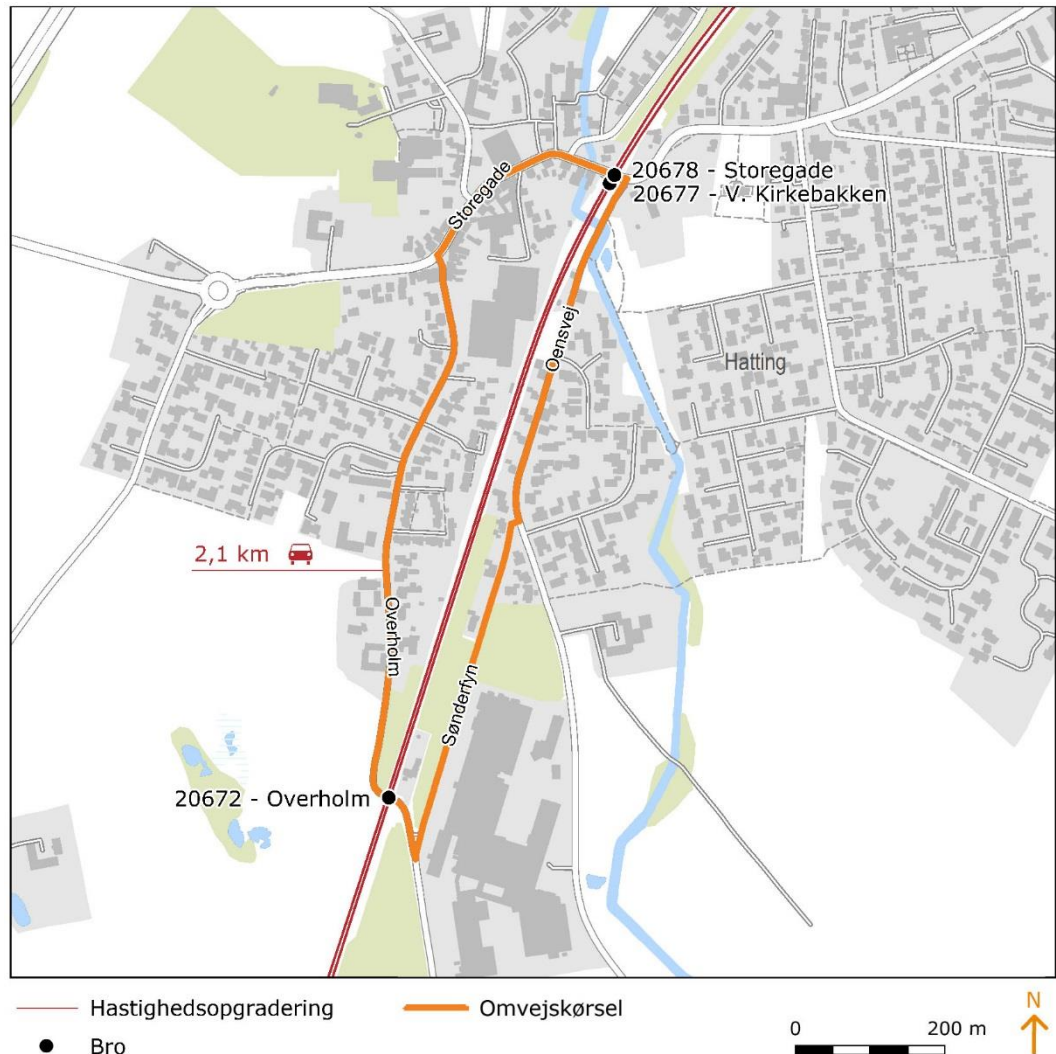 20678 - Storegade
20677 - V. Kirkebakken
Storegade
Oensvej
Hatting
2,1 km
Overholm
Sønderfyn
20672 - Overholm
Hastighedsopgradering
Omvejskørsel
N
0 200 m
Bro